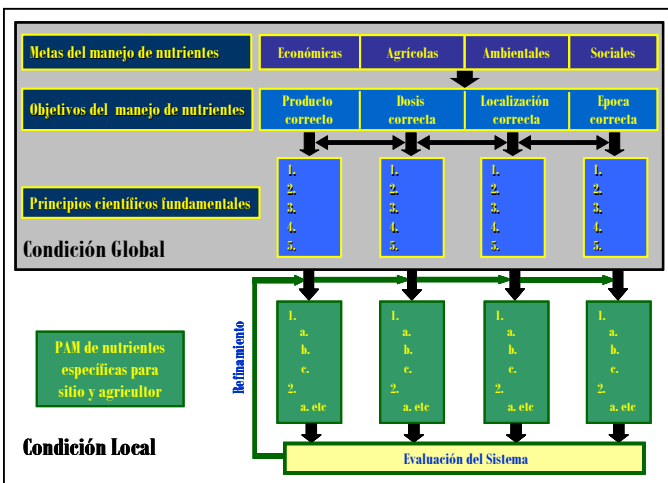 Metas del manejo de nutrientes
Económicas Agrícolas Ambientales Sociales
Objetivos del manejo de nutrientes
Producto correcto
Dosis correcta
Localización correcta
Epoca correcta
Principios científicos fundamentales
1.
2.
3.
4.
5.
1.
2.
3.
4.
5.
1.
2.
3.
4.
5.
1.
2.
3.
4.
5.
Condición Global
Refinamiento
PAM de nutrientes
específicas para
sitio y agricultor
1.
a.
b.
c.
2.
a. etc
1.
a.
b.
c.
2.
a. etc
1.
a.
b.
c.
2.
a. etc
1.
a.
b.
c.
2.
a. etc
Condición Local
Evaluación del Sistema